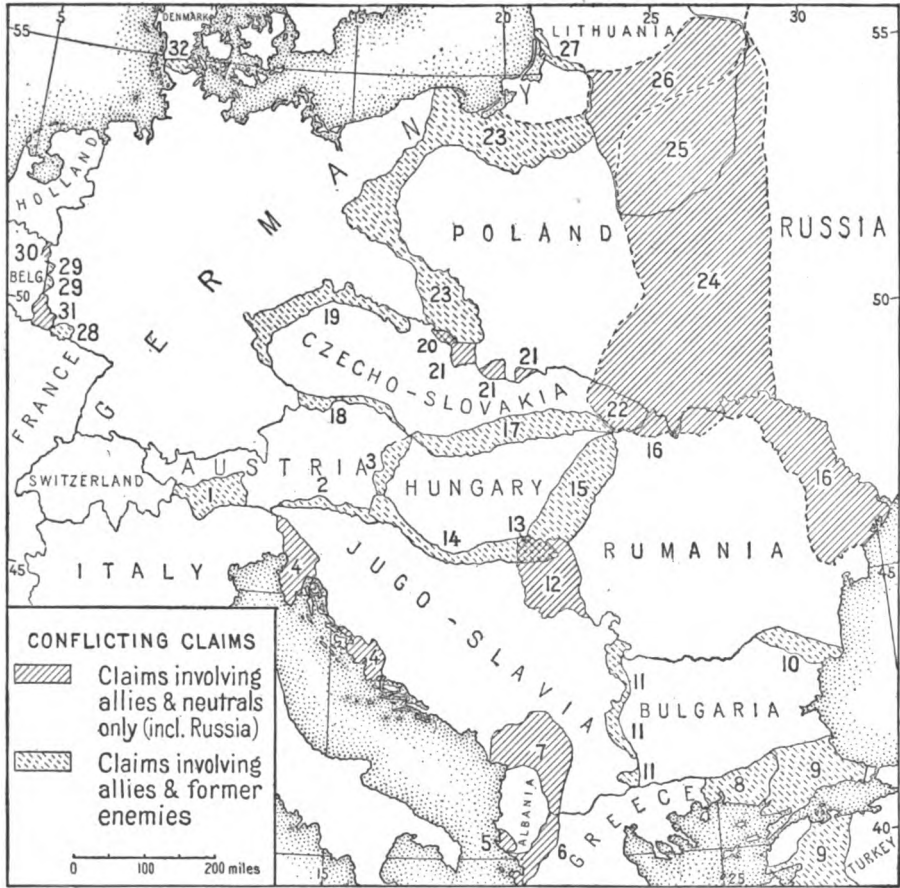 5
DENMARK
20
25
30
55
32
LITHUANIA
27
55
26
Y
23
25
N
HOLLAND
A
M
POLAND
RUSSIA
R
30
BELG.
29
50
29
24
50
31
23
28
E
19
20
CZECHO-SLOVAKIA
21
21
21
FRANCE
G
18
22
17
16
AUSTRIA
3
SWITZERLAND
1
2
HUNGARY
15
16
14
13
RUMANIA
45
ITALY
4
JUGO-SLAVIA
12
45
4
10
11
BULGARIA
11
7
11
8
9
ALBANIA
GREECE
5
6
9
TURKEY
40
15
25
CONFLICTING CLAIMS
Claims involving
allies & neutrals
only (incl. Russia)
Claims involving
allies & former
enemies
0 100 200 miles